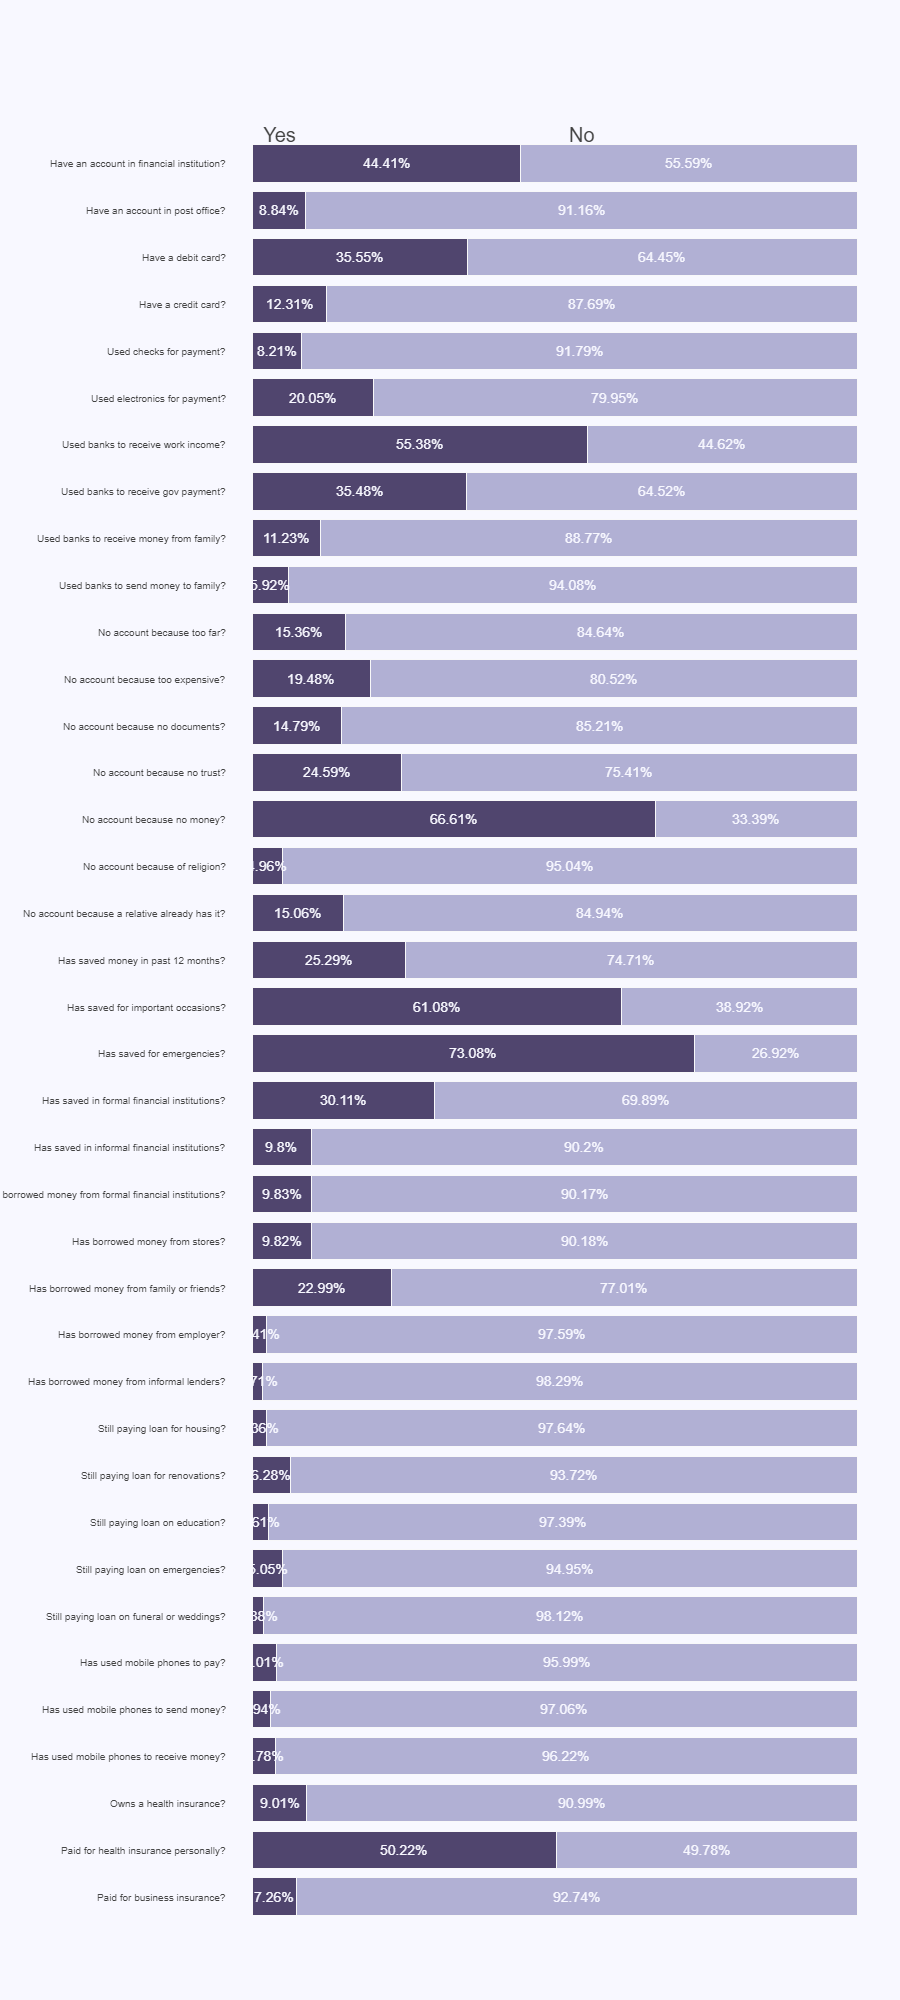 Yes No
Have an account in financial institution? 44.41% 55.59%
Have an account in post office? 8.84% 91.16%
Have a debit card? 35.55% 64.45%
Have a credit card? 12.31% 87.69%
Used checks for payment? 8.21% 91.79%
Used electronics for payment? 20.05% 79.95%
Used banks to receive work income? 55.38% 44.62%
Used banks to receive gov payment? 35.48% 64.52%
Used banks to receive money from family? 11.23% 88.77%
Used banks to send money to family? 5.92% 94.08%
No account because too far? 15.36% 84.64%
No account because too expensive? 19.48% 80.52%
No account because no documents? 14.79% 85.21%
No account because no trust? 24.59% 75.41%
No account because no money? 66.61% 33.39%
No account because of religion? .96% 95.04%
No account because a relative already has it? 15.06% 84.94%
Has saved money in past 12 months? 25.29% 74.71%
Has saved for important occasions? 61.08% 38.92%
Has saved for emergencies? 73.08% 26.92%
Has saved in formal financial institutions? 30.11% 69.89%
Has saved in informal financial institutions? 9.8% 90.2%
borrowed money from formal financial institutions? 9.83% 90.17%
Has borrowed money from stores? 9.82% 90.18%
Has borrowed money from family or friends? 22.99% 77.01%
Has borrowed money from employer? 41% 97.59%
Has borrowed money from informal lenders? 71% 98.29%
Still paying loan for housing? 36% 97.64%
Still paying loan for renovations? 6.28% 93.72%
Still paying loan on education? 61% 97.39%
Still paying loan on emergencies? 5.05% 94.95%
Still paying loan on funeral or weddings? 88% 98.12%
Has used mobile phones to pay? .01% 95.99%
Has used mobile phones to send money? 94% 97.06%
Has used mobile phones to receive money? .78% 96.22%
Owns a health insurance? 9.01% 90.99%
Paid for health insurance personally? 50.22% 49.78%
Paid for business insurance? 7.26% 92.74%